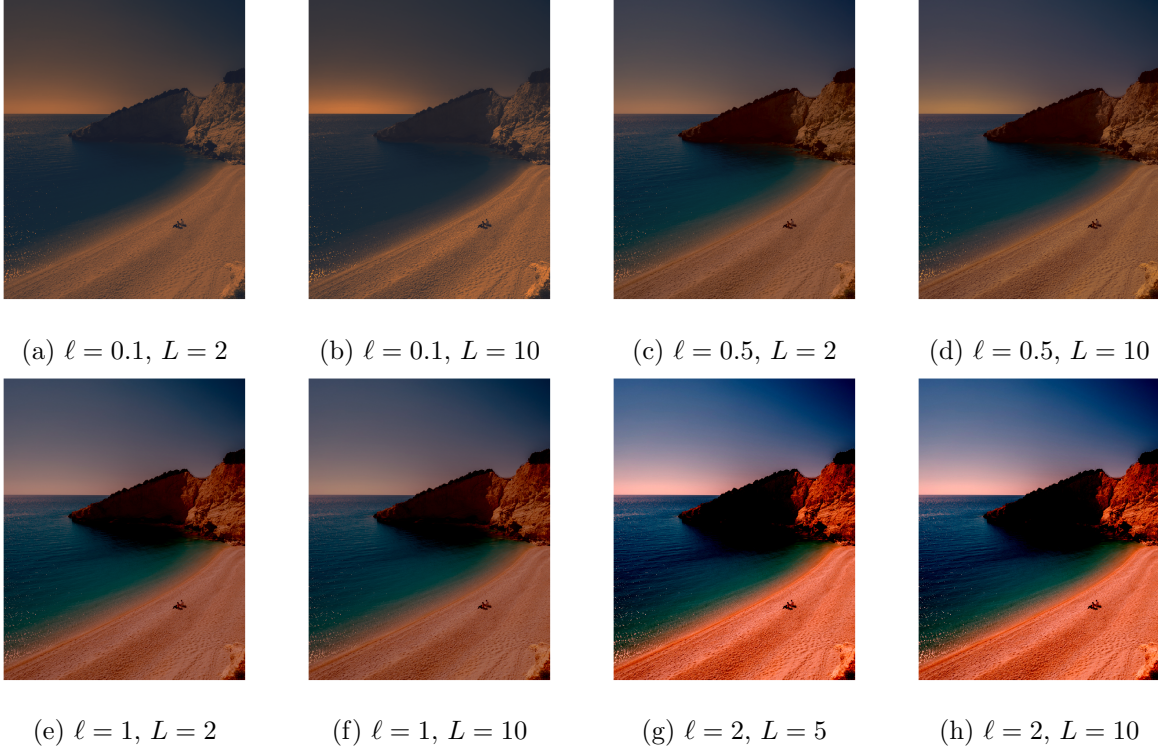 (a) ℓ = 0.1, L = 2
(b) ℓ = 0.1, L = 10
(c) ℓ = 0.5, L = 2
(d) ℓ = 0.5, L = 10
(e) ℓ = 1, L = 2
(f) ℓ = 1, L = 10
(g) ℓ = 2, L = 5
(h) ℓ = 2, L = 10